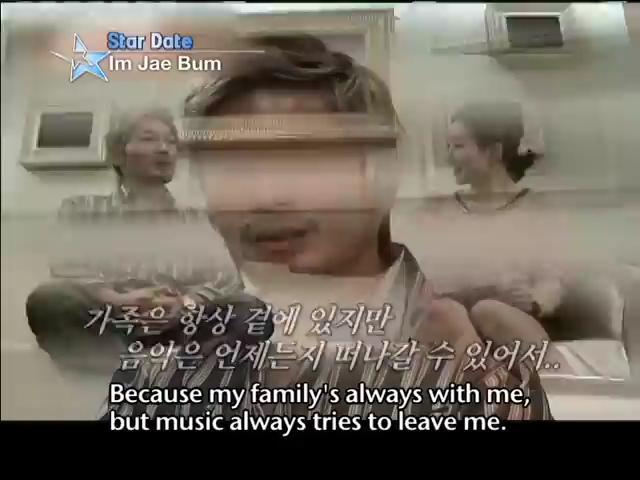 Star Date
Im Jae Bum
가족은 항상 곁에 있지만
음악은 언제든지 떠나갈 수 있어서..
Because my family's always with me,
but music always tries to leave me.